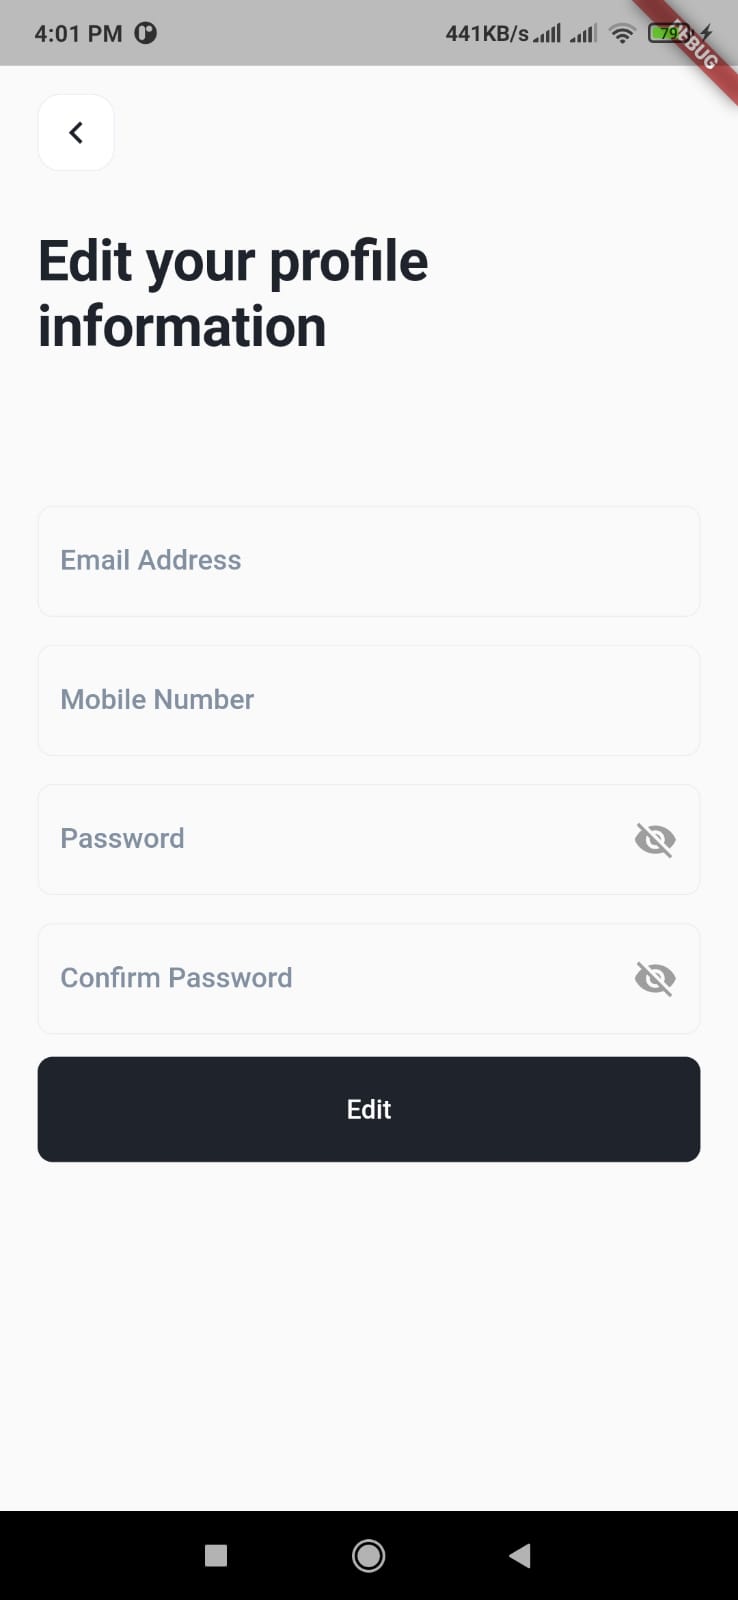 4:01 PM 441KB/s 79
DEBUG
Edit your profile
information
Email Address
Mobile Number
Password
Confirm Password
Edit